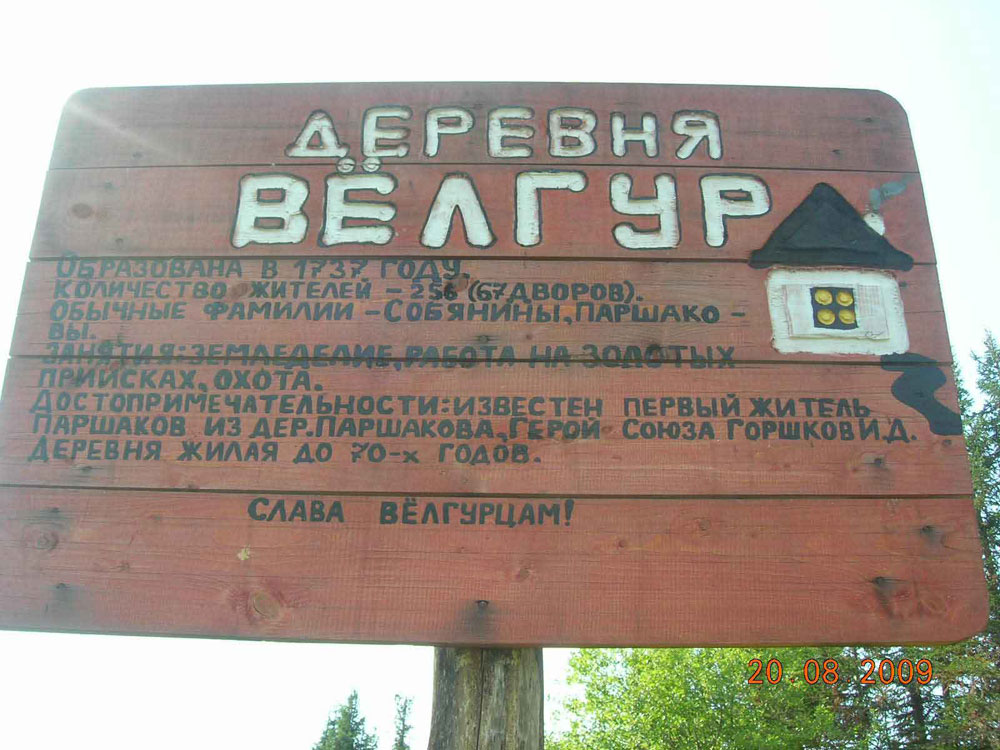 ДЕРЕВНЯ
ВЁЛГУР
ОБРАЗОВАНА В 1737 ГОДУ.
КОЛИЧЕСТВО ЖИТЕЛЕЙ – 256 (67 ДВОРОВ).
ОБЫЧНЫЕ ФАМИЛИИ – СОБЯНИНЫ, ПАРШАКО –
ВЫ.
ЗАНЯТИЯ: ЗЕМЛЕДЕЛИЕ, РАБОТА НА ЗОЛОТЫХ
ПРИИСКАХ, ОХОТА.
ДОСТОПРИМЕЧАТЕЛЬНОСТИ: ИЗВЕСТЕН ПЕРВЫЙ ЖИТЕЛЬ
ПАРШАКОВ ИЗ ДЕР. ПАРШАКОВА, ГЕРОЙ СОЮЗА ГОРШКОВ И.Д.
ДЕРЕВНЯ ЖИЛАЯ ДО 70-Х ГОДОВ.
СЛАВА ВЁЛГУРЦАМ!
20.08.2009